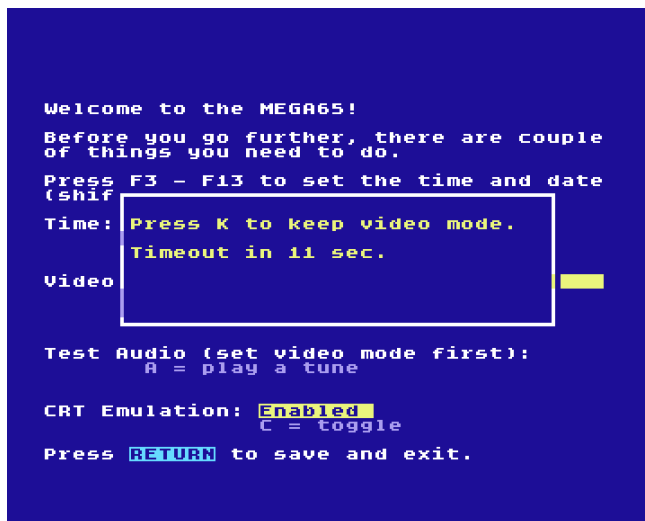 Welcome to the MEGA65!
Before you go further, there are couple
of things you need to do.
Press F3 – F13 to set the time and date
(shif
Time:
Press K to keep video mode.
Timeout in 11 sec.
Video
Test Audio (set video mode first):
A = play a tune
CRT Emulation: Enabled
C = toggle
Press RETURN to save and exit.